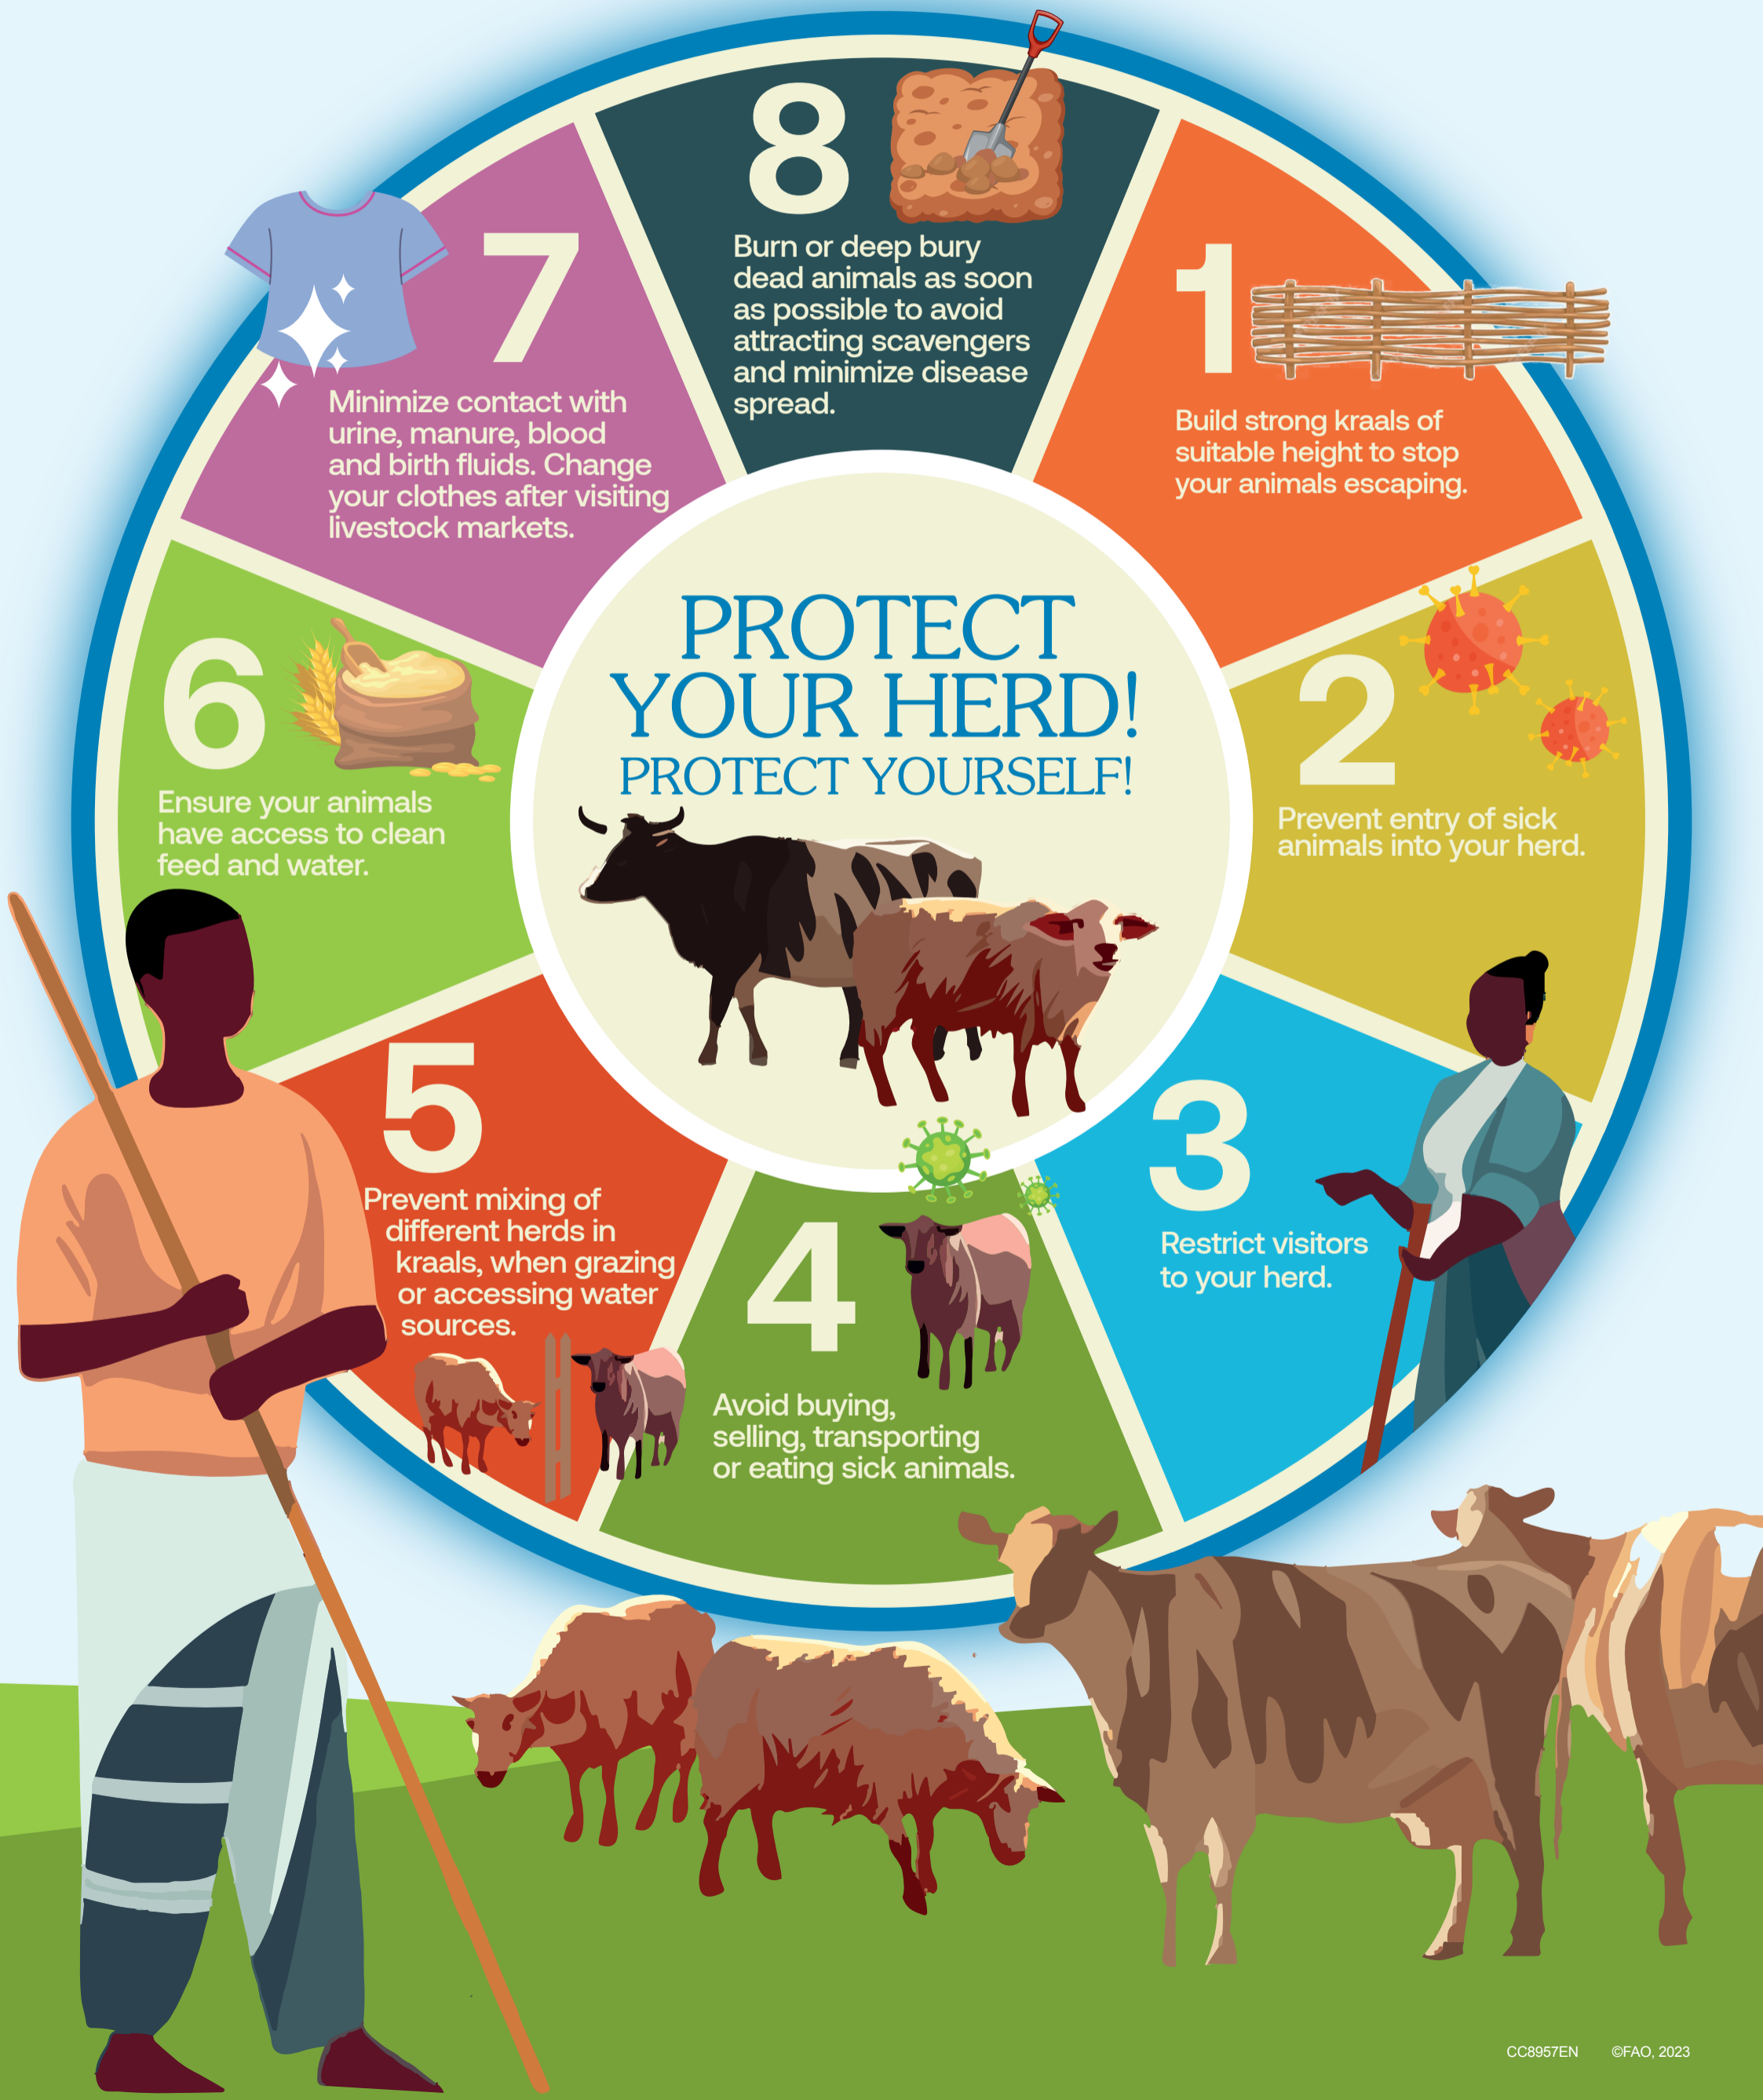 PROTECT
YOUR HERD!
PROTECT YOURSELF!
1
Build strong kraals of
suitable height to stop
your animals escaping.
2
Prevent entry of sick
animals into your herd.
3
Restrict visitors
to your herd.
4
Avoid buying,
selling, transporting
or eating sick animals.
5
Prevent mixing of
different herds in
kraals, when grazing
or accessing water
sources.
6
Ensure your animals
have access to clean
feed and water.
7
Minimize contact with
urine, manure, blood
and birth fluids. Change
your clothes after visiting
livestock markets.
8
Burn or deep bury
dead animals as soon
as possible to avoid
attracting scavengers
and minimize disease
spread.
CC8957EN ©FAO, 2023